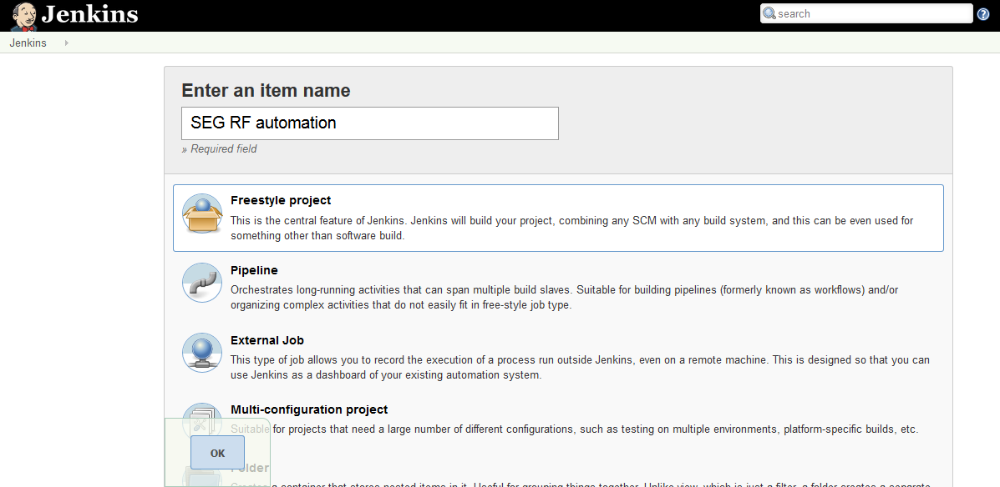 Jenkins
search
?
Jenkins
Enter an item name
SEG RF automation
» Required field
Freestyle project
This is the central feature of Jenkins. Jenkins will build your project, combining any SCM with any build system, and this can be even used for
something other than software build.
Pipeline
Orchestrates long-running activities that can span multiple build slaves. Suitable for building pipelines (formerly known as workflows) and/or
organizing complex activities that do not easily fit in free-style job type.
External Job
This type of job allows you to record the execution of a process run outside Jenkins, even on a remote machine. This is designed so that you can
use Jenkins as a dashboard of your existing automation system.
Multi-configuration project
Suitable for projects that need a large number of different configurations, such as testing on multiple environments, platform-specific builds, etc.
OK
Folder
Creates a container that stores nested items in it. Useful for grouping things together. Unlike view, which is just a filter, a folder creates a separate